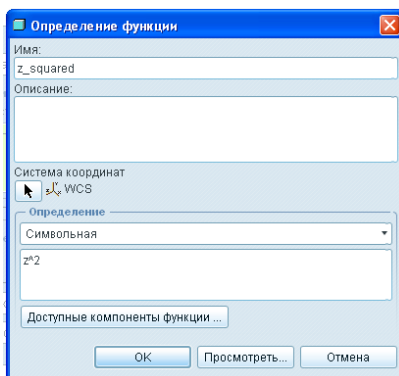 Определение функции
Имя:
z_squared
Описание:
Система координат
WCS
Определение
Символьная
z^2
Доступные компоненты функции ...
OK Просмотреть... Отмена